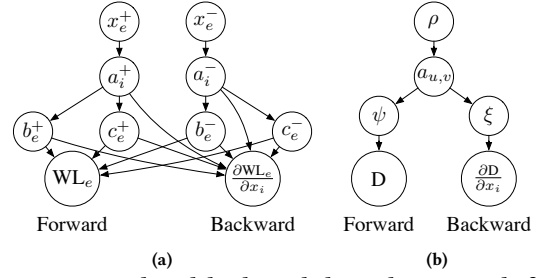 x_e^+ x_e^- ρ
a_i^+ a_i^- a_{u,v}
b_e^+ c_e^+ b_e^- c_e^- ψ ξ
WL_e ∂WL_e/∂x_i D ∂D/∂x_i
Forward Backward Forward Backward
(a) (b)